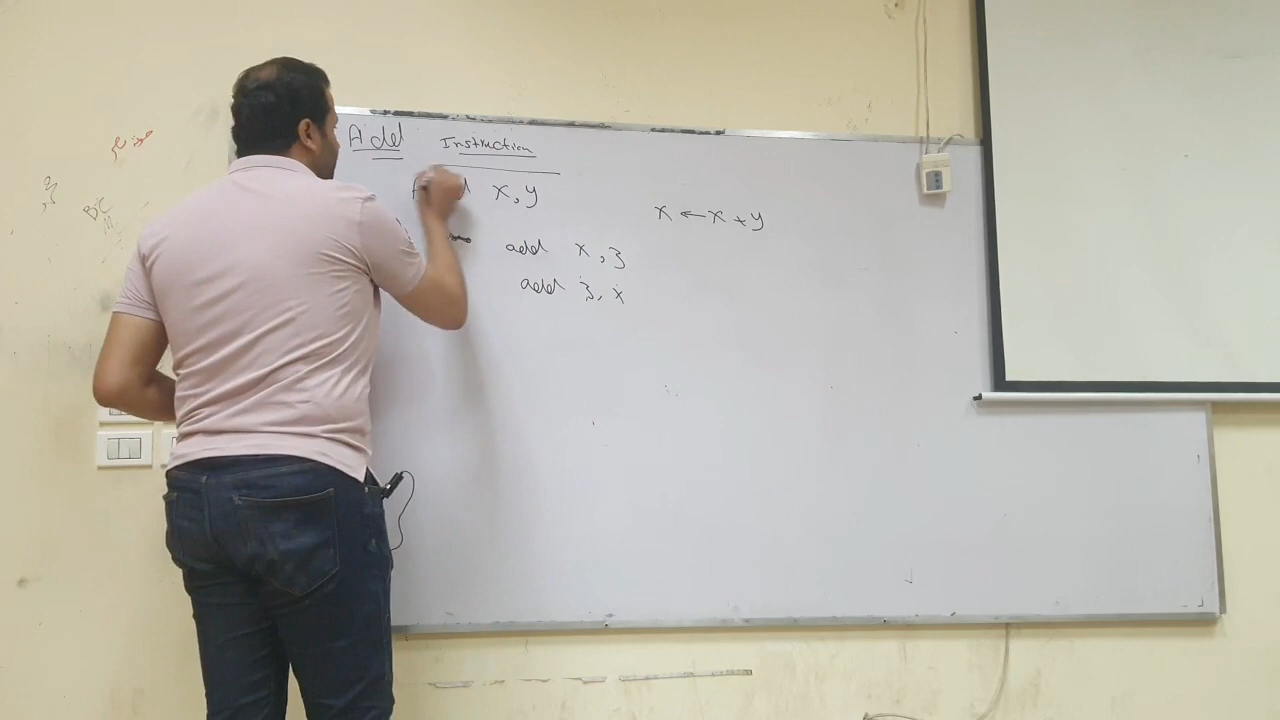 Add Instruction
x,y
x ← x + y
add x,3
add 3,x